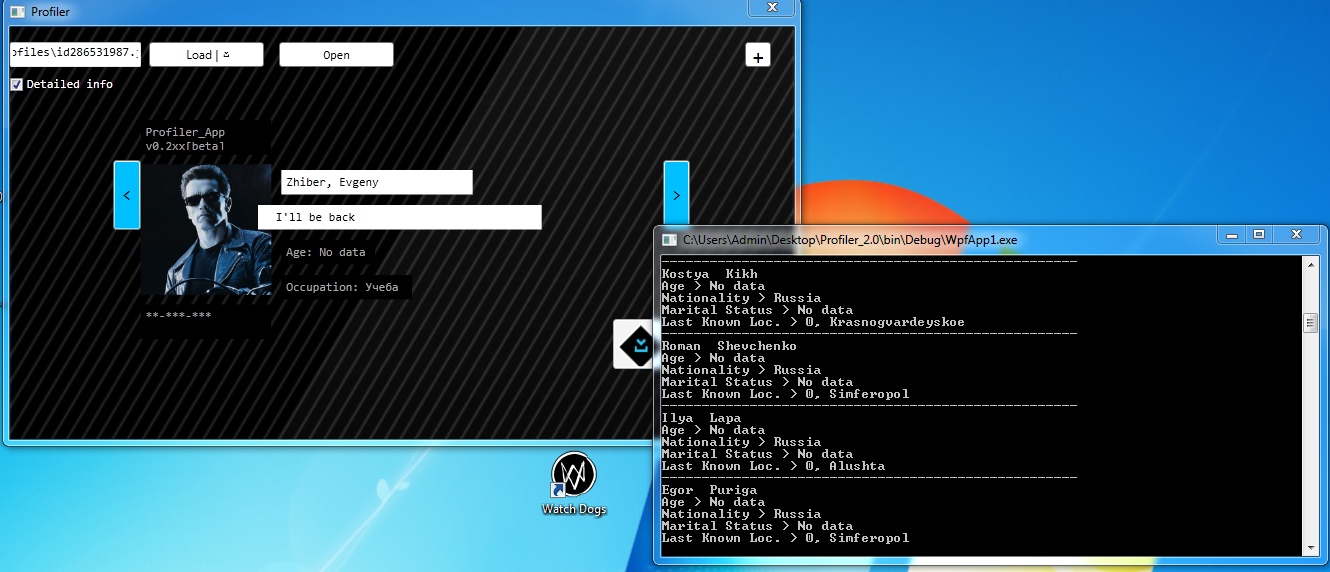 Profiler
ofiles\id286531987.j
Load |
Open
+
Detailed info
Profiler_App
v0.2xx[beta]
<
>
Zhiber, Evgeny
I'll be back
Age: No data
Occupation: Учеба
**-***-***
Watch Dogs
C:\Users\Admin\Desktop\Profiler_2.0\bin\Debug\WpfApp1.exe
Kostya  Kikh
Age > No data
Nationality > Russia
Marital Status > No data
Last Known Loc. > 0, Krasnogvardeyskoe
Roman  Shevchenko
Age > No data
Nationality > Russia
Marital Status > No data
Last Known Loc. > 0, Simferopol
Ilya  Lapa
Age > No data
Nationality > Russia
Marital Status > No data
Last Known Loc. > 0, Alushta
Egor  Puriga
Age > No data
Nationality > Russia
Marital Status > No data
Last Known Loc. > 0, Simferopol